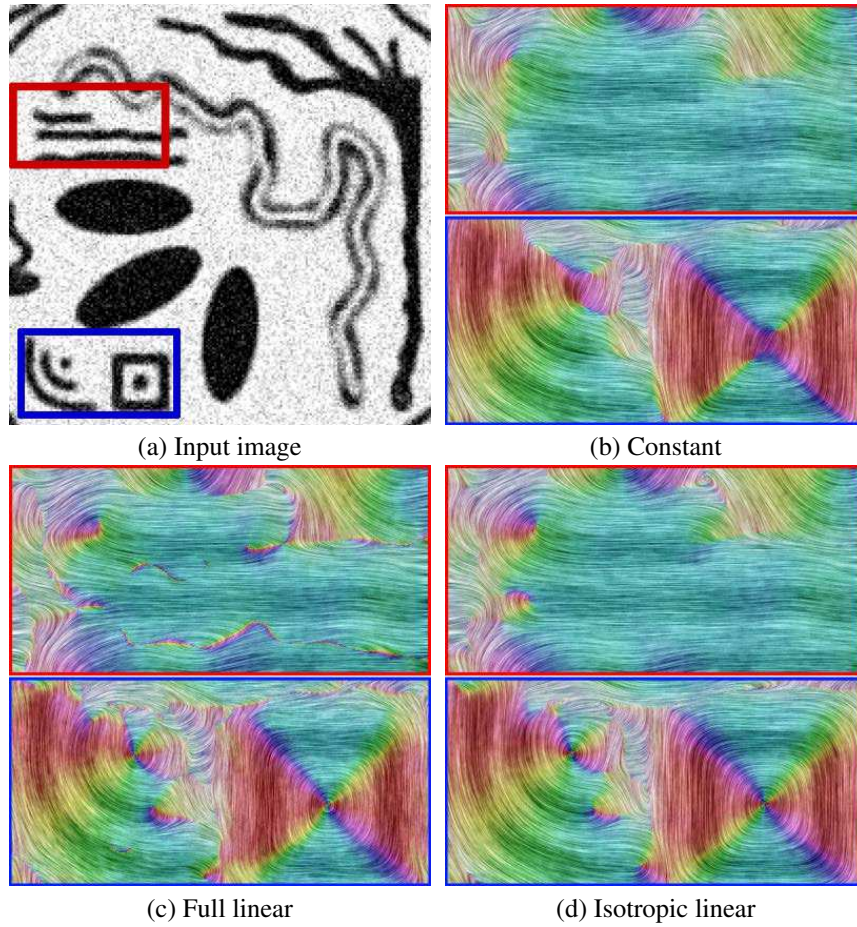 (a) Input image
(b) Constant
(c) Full linear
(d) Isotropic linear